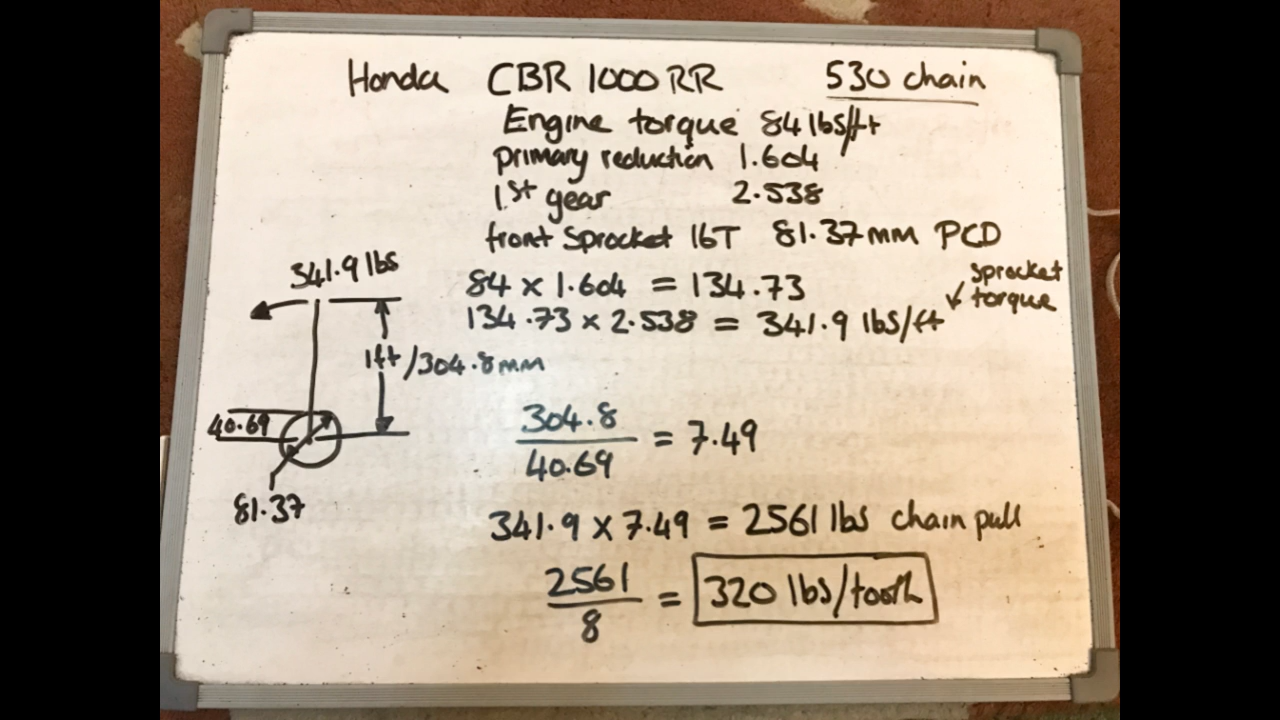 Honda CBR 1000RR 530 chain
Engine torque 84 lbs/ft
primary reduction 1.604
1st gear 2.538
front Sprocket 16T 81.37mm PCD
84 x 1.604 = 134.73
134.73 x 2.538 = 341.9 lbs/ft
sprocket
torque
341.9 lbs
1ft/304.8mm
40.69
81.37
304.8
40.69
= 7.49
341.9 x 7.49 = 2561 lbs chain pull
2561
8
= 320 lbs/tooth